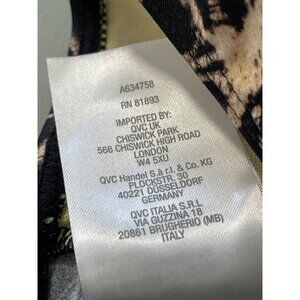 A634758
RN 81893
IMPORTED BY:
QVC UK
CHISWICK PARK
566 CHISWICK HIGH ROAD
LONDON
W4 5XU
QVC Handel S.à r.l. & Co. KG
PLOCKSTR. 30
40221 DÜSSELDORF
GERMANY
QVC ITALIA S.R.L
VIA GUZZINA 18
20861 BRUGHERIO (MB)
ITALY